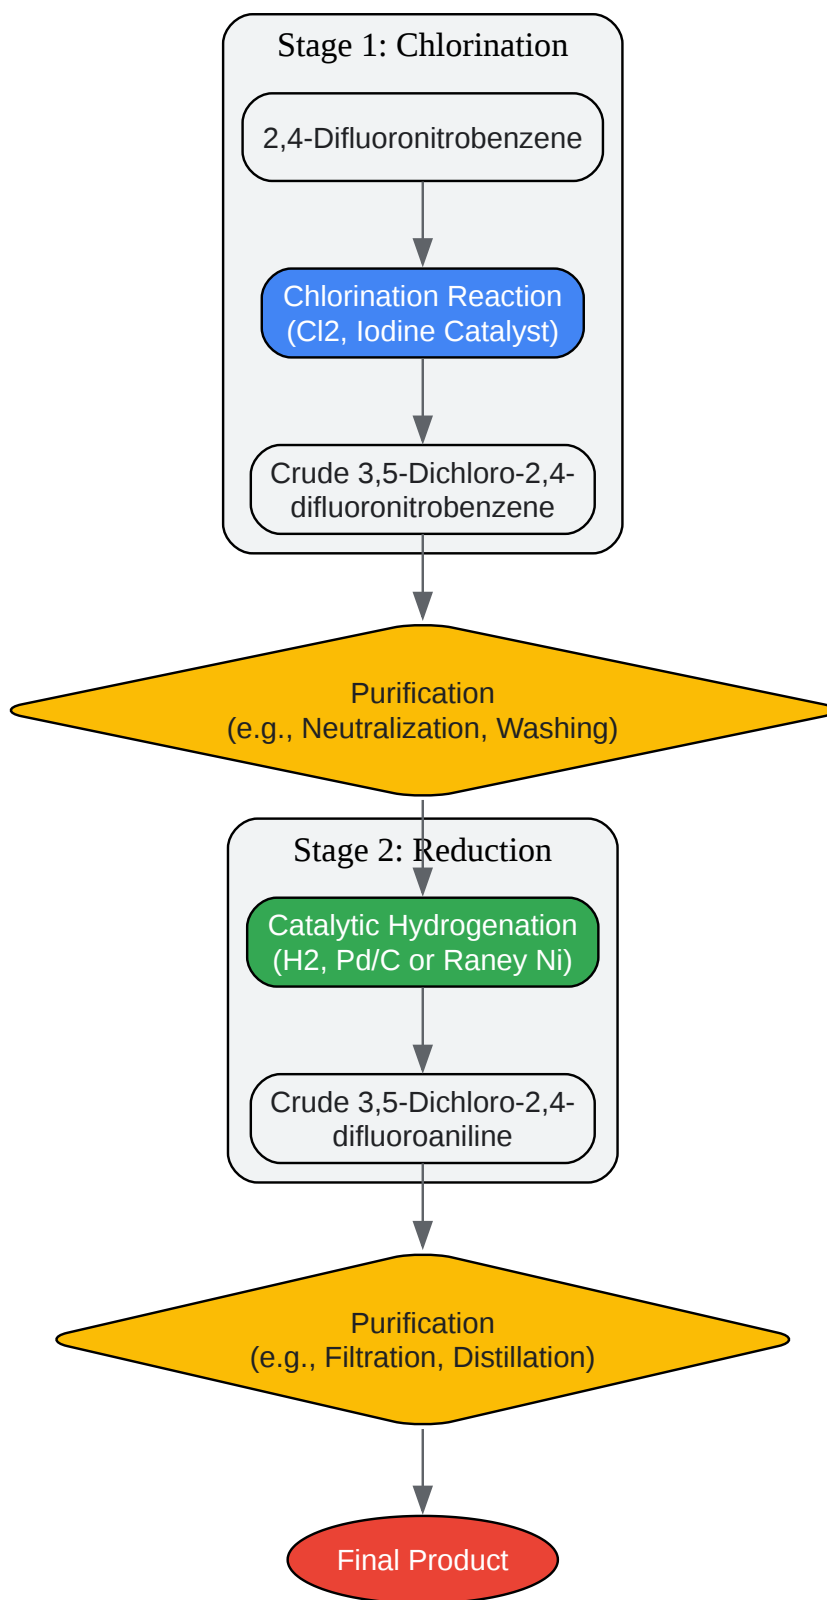 Stage 1: Chlorination
2,4-Difluoronitrobenzene
Chlorination Reaction
(Cl2, Iodine Catalyst)
Crude 3,5-Dichloro-2,4-
difluoronitrobenzene
Purification
(e.g., Neutralization, Washing)
Stage 2: Reduction
Catalytic Hydrogenation
(H2, Pd/C or Raney Ni)
Crude 3,5-Dichloro-2,4-
difluoroaniline
Purification
(e.g., Filtration, Distillation)
Final Product